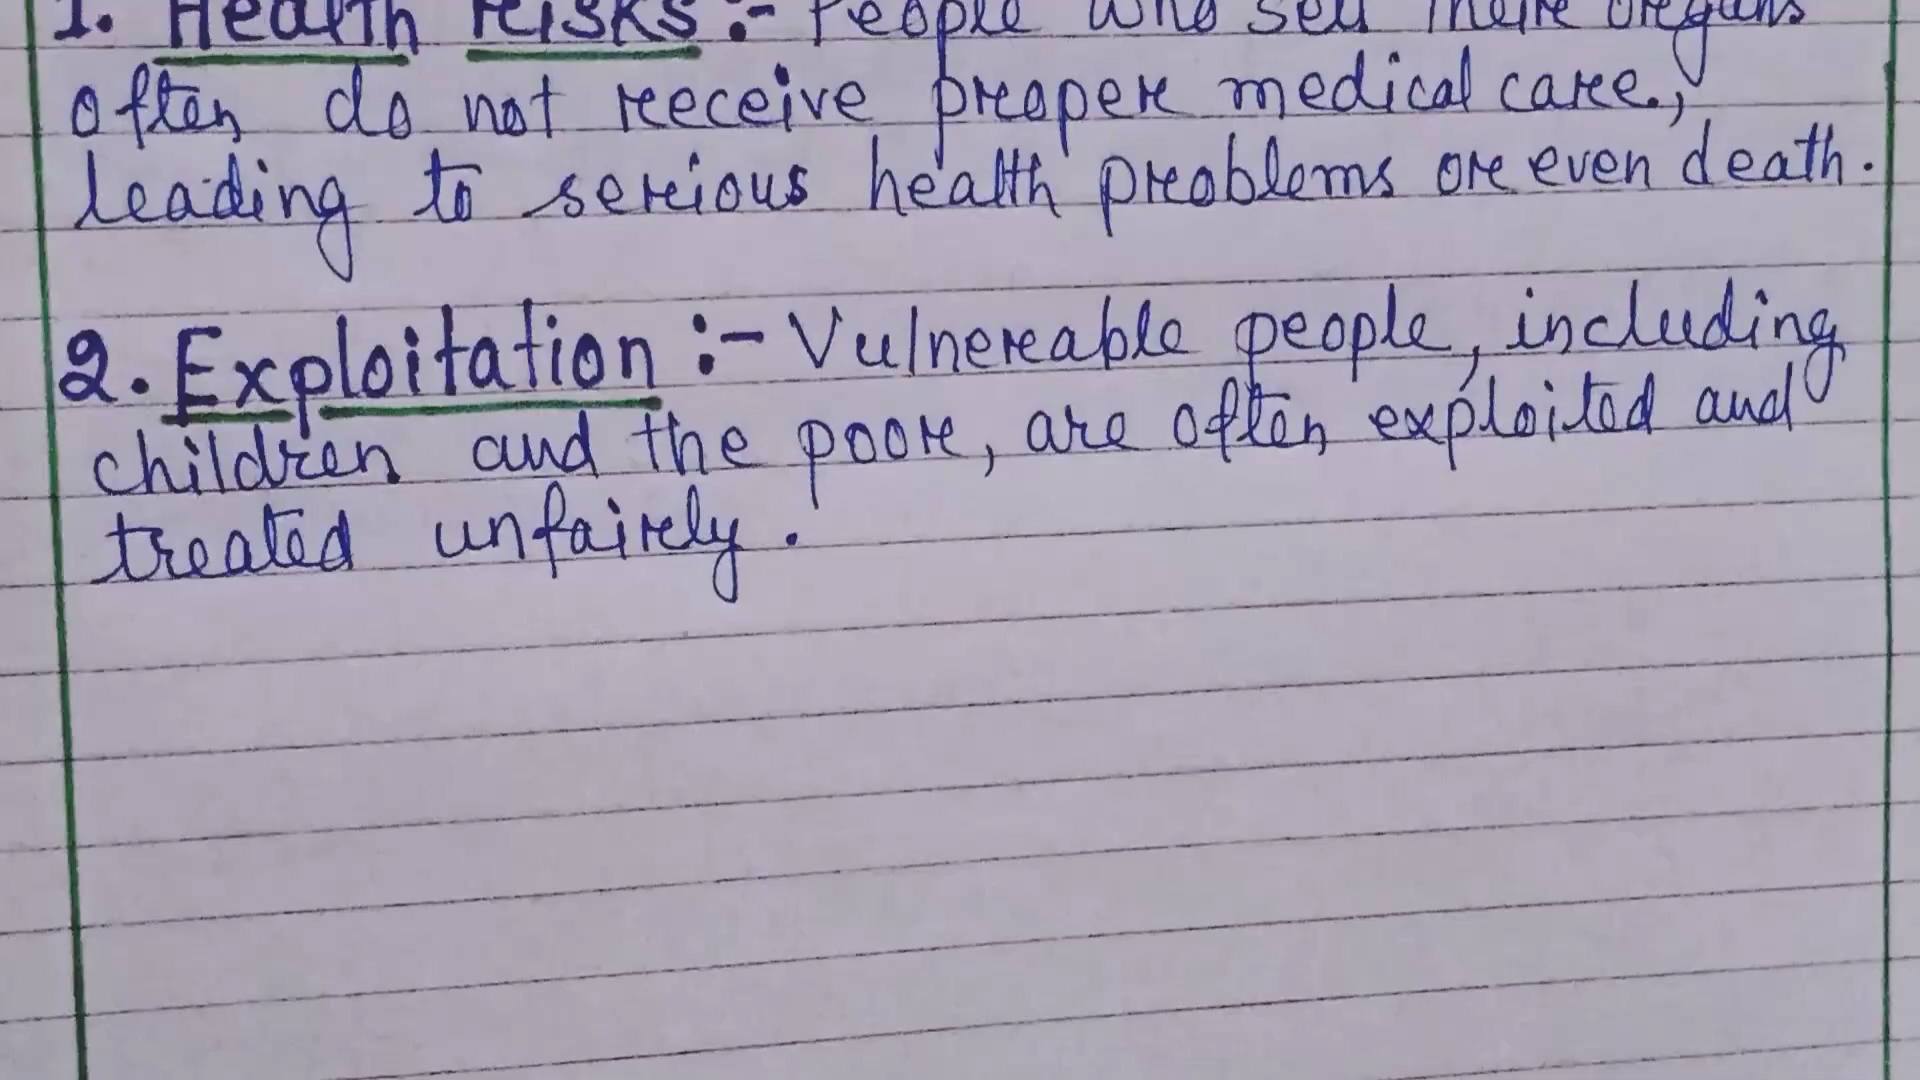 1. Health risks :- People who sell their organs
often do not receive proper medical care.,
leading to serious health problems or even death.
2. Exploitation :- Vulnerable people, including
children and the poor, are often exploited and
treated unfairly.